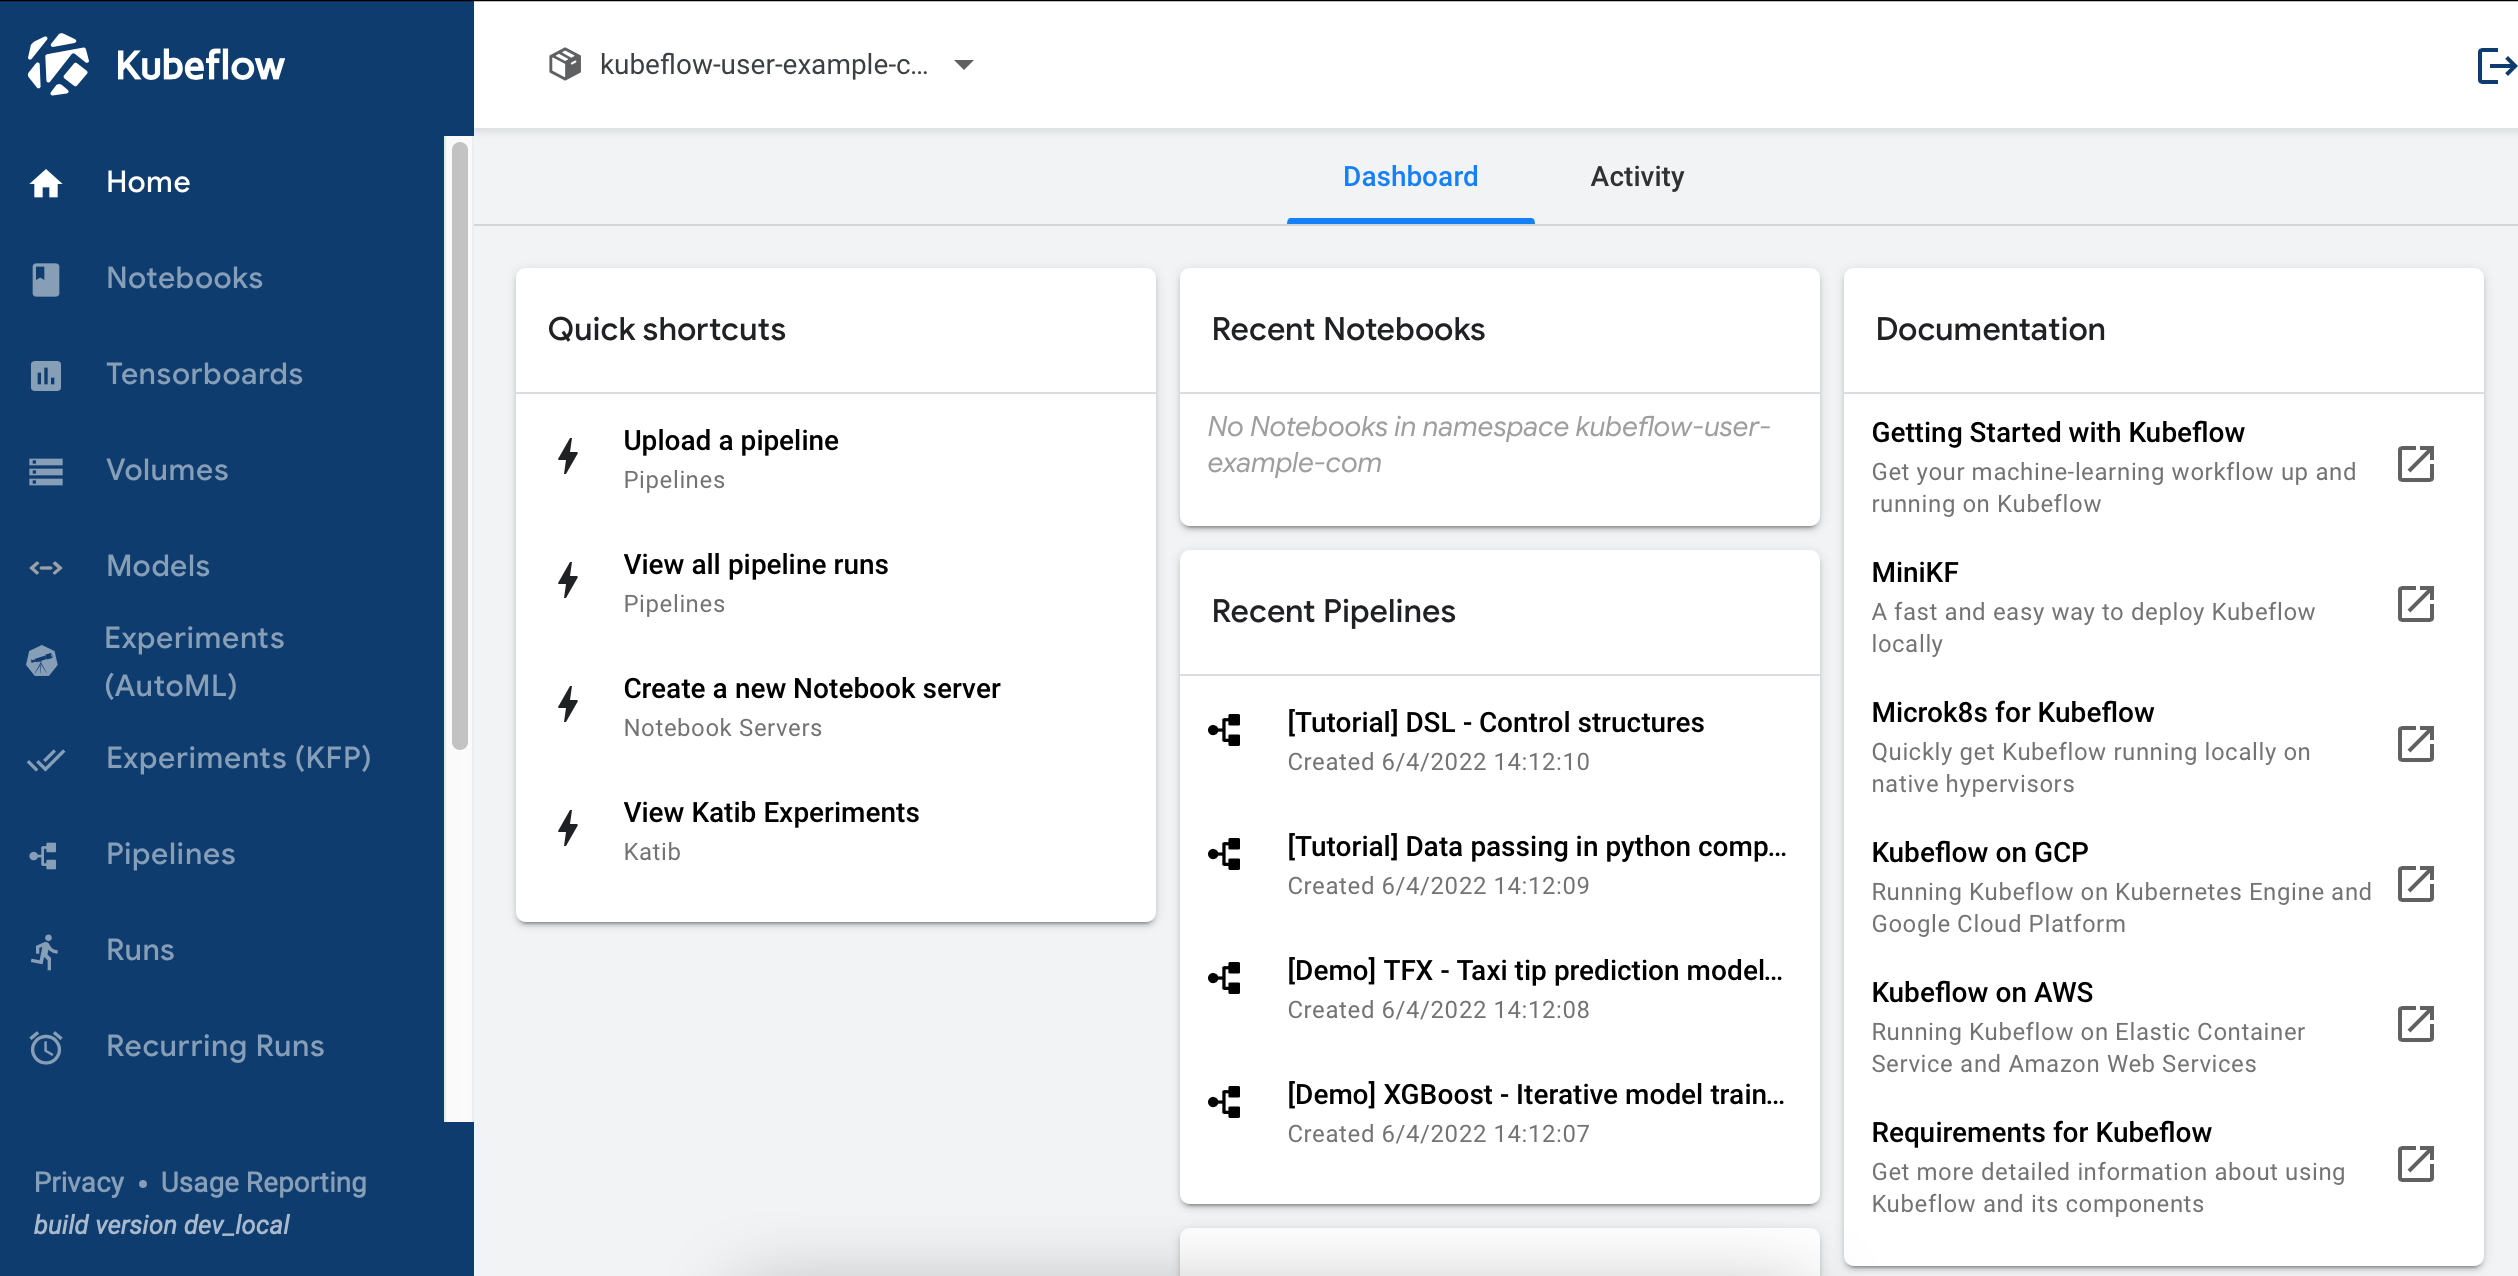 Kubeflow
Home
Notebooks
Tensorboards
Volumes
Models
Experiments
(AutoML)
Experiments (KFP)
Pipelines
Runs
Recurring Runs
Privacy • Usage Reporting
build version dev_local
kubeflow-user-example-c...
Dashboard
Activity
Quick shortcuts
Upload a pipeline
Pipelines
View all pipeline runs
Pipelines
Create a new Notebook server
Notebook Servers
View Katib Experiments
Katib
Recent Notebooks
No Notebooks in namespace kubeflow-user-
example-com
Recent Pipelines
[Tutorial] DSL - Control structures
Created 6/4/2022 14:12:10
[Tutorial] Data passing in python comp...
Created 6/4/2022 14:12:09
[Demo] TFX - Taxi tip prediction model...
Created 6/4/2022 14:12:08
[Demo] XGBoost - Iterative model train...
Created 6/4/2022 14:12:07
Documentation
Getting Started with Kubeflow
Get your machine-learning workflow up and
running on Kubeflow
MiniKF
A fast and easy way to deploy Kubeflow
locally
Microk8s for Kubeflow
Quickly get Kubeflow running locally on
native hypervisors
Kubeflow on GCP
Running Kubeflow on Kubernetes Engine and
Google Cloud Platform
Kubeflow on AWS
Running Kubeflow on Elastic Container
Service and Amazon Web Services
Requirements for Kubeflow
Get more detailed information about using
Kubeflow and its components